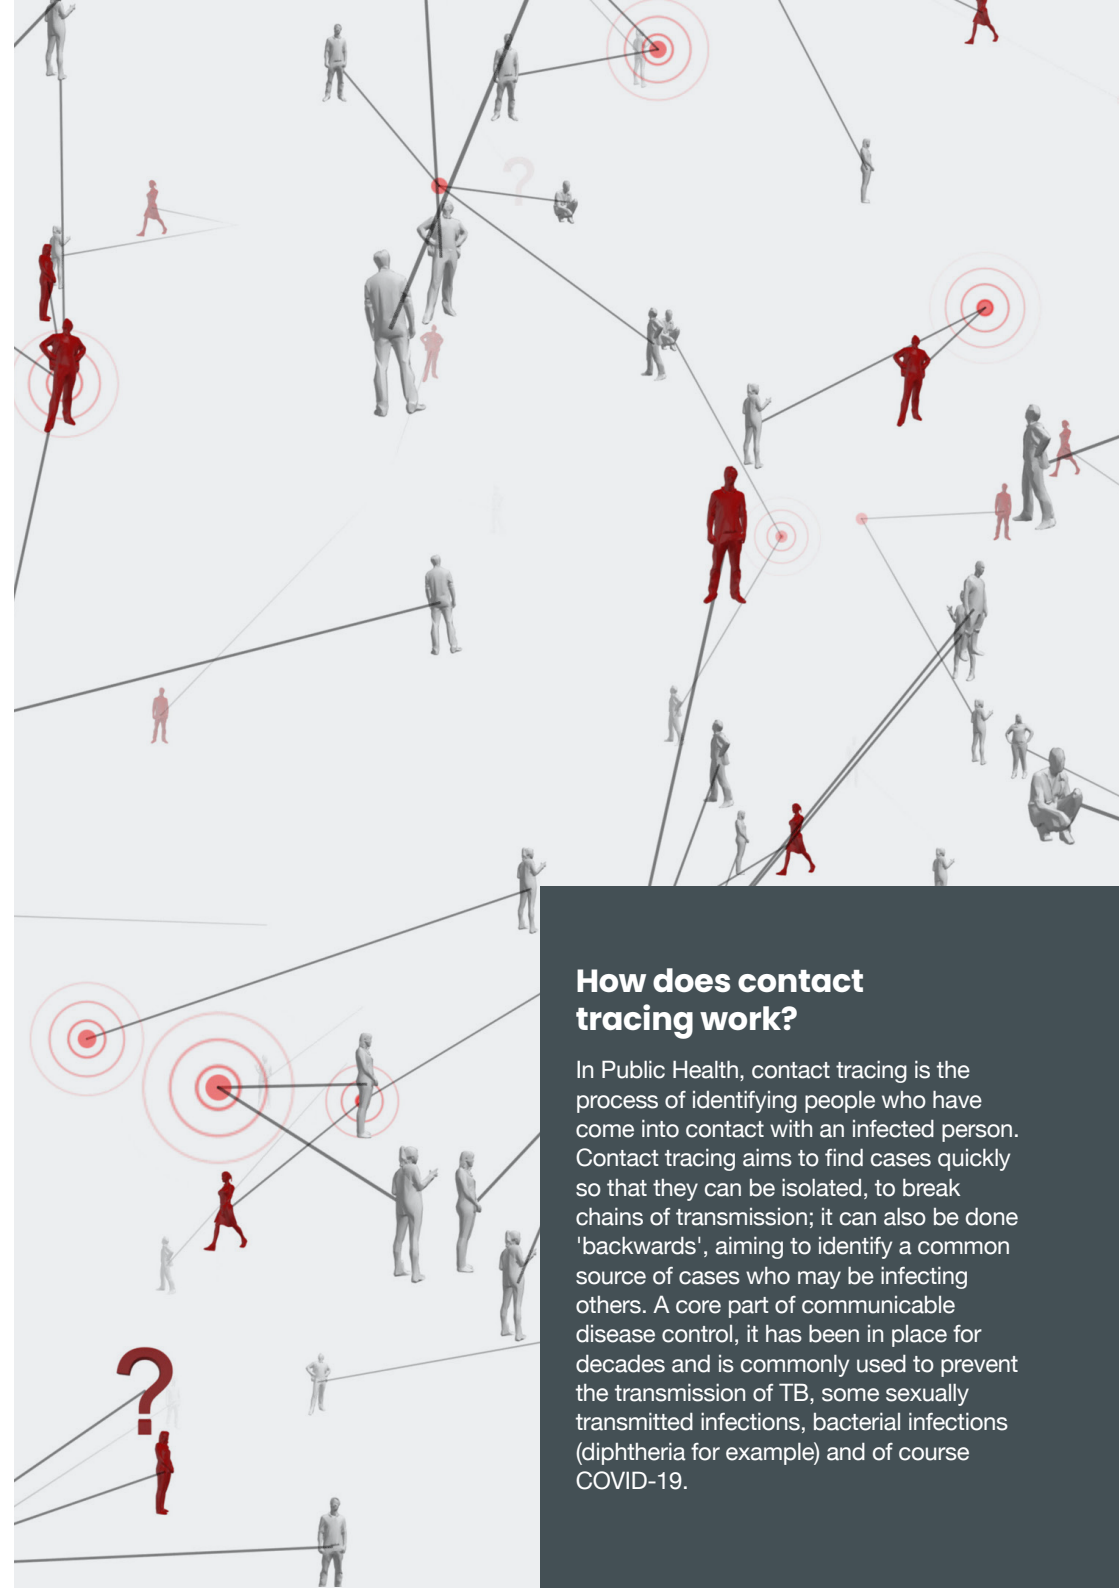 ?
How does contact
tracing work?
In Public Health, contact tracing is the
process of identifying people who have
come into contact with an infected person.
Contact tracing aims to find cases quickly
so that they can be isolated, to break
chains of transmission; it can also be done
'backwards', aiming to identify a common
source of cases who may be infecting
others. A core part of communicable
disease control, it has been in place for
decades and is commonly used to prevent
the transmission of TB, some sexually
transmitted infections, bacterial infections
(diphtheria for example) and of course
COVID-19.
?